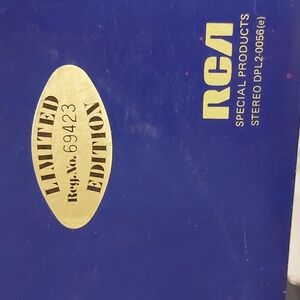 LIMITED
Reg.No. 69423
EDITION
RCA
SPECIAL PRODUCTS
STEREO DPL2-0056(e)